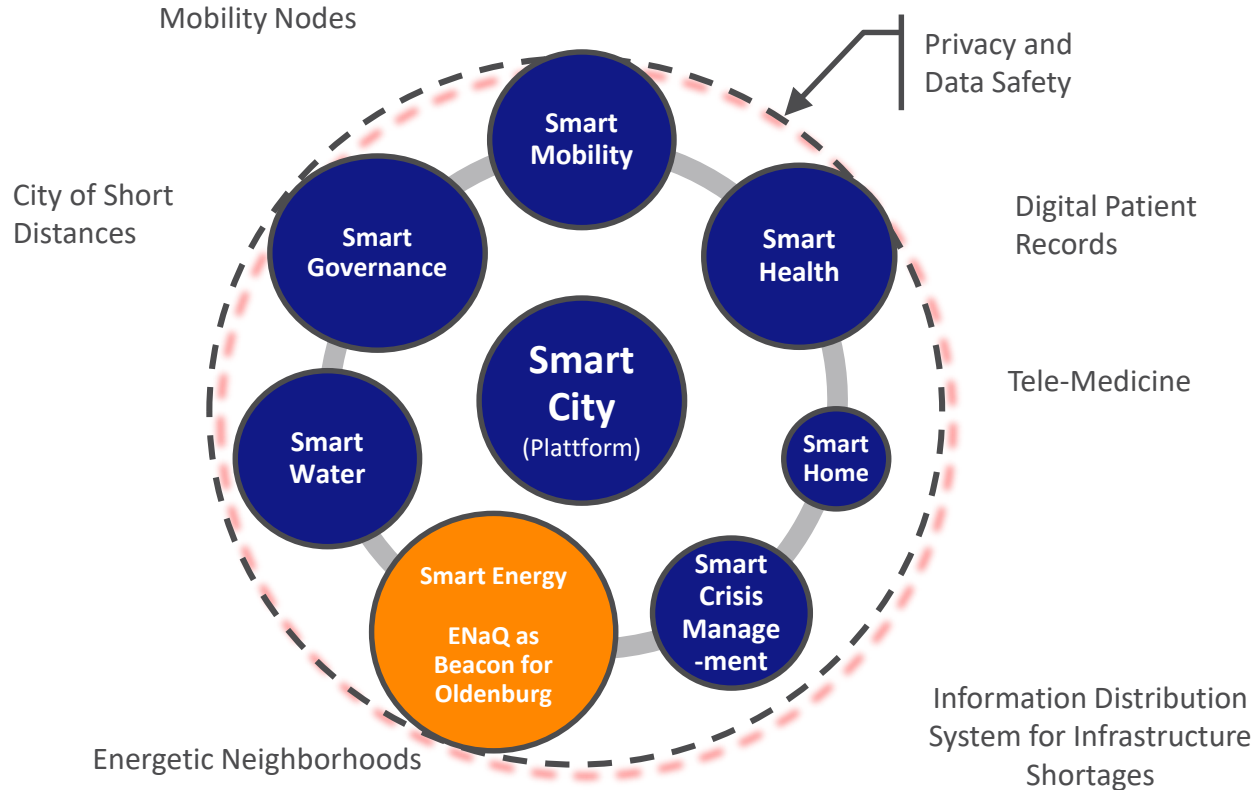 Mobility Nodes
Privacy and
Data Safety
Smart
Mobility
City of Short
Distances
Smart
Governance
Smart
Health
Digital Patient
Records
Smart
City
(Plattform)
Tele-Medicine
Smart
Water
Smart
Home
Smart Energy
ENaQ as
Beacon for
Oldenburg
Smart
Crisis
Manage
-ment
Information Distribution
System for Infrastructure
Shortages
Energetic Neighborhoods